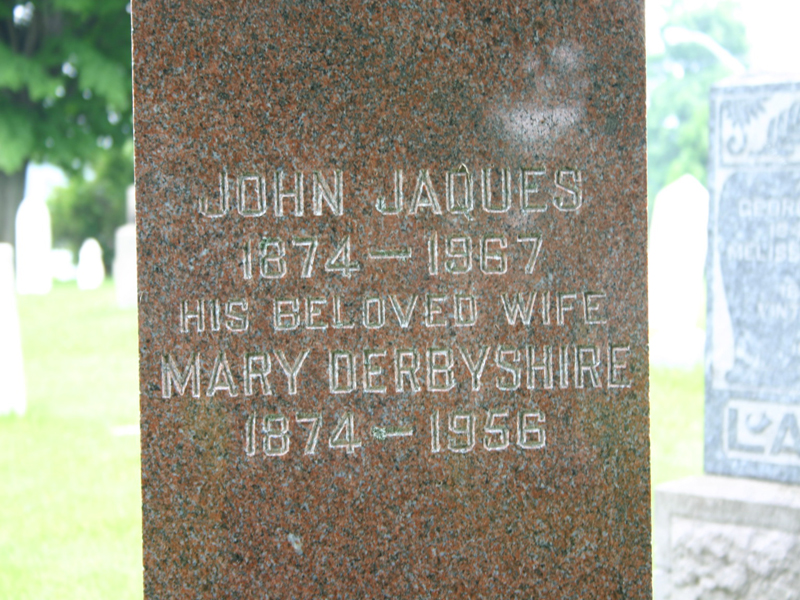 JOHN JAQUES
1874 — 1967
HIS BELOVED WIFE
MARY DERBYSHIRE
1874 — 1956